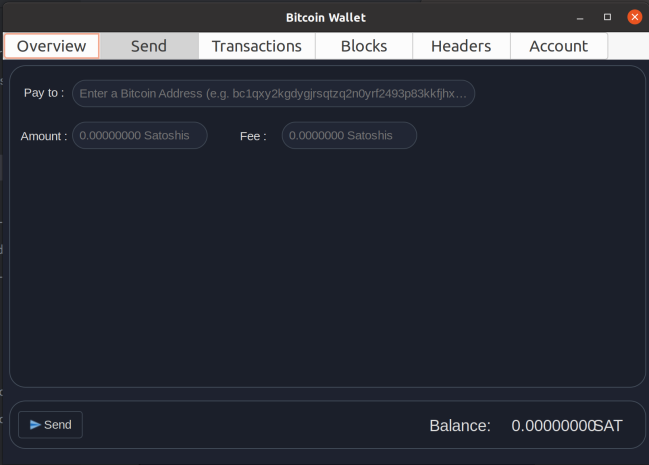 Bitcoin Wallet
Overview Send Transactions Blocks Headers Account
Pay to : Enter a Bitcoin Address (e.g. bc1qxy2kgdygjrsqtzq2n0yrf2493p83kkfjhx...
Amount : 0.00000000 Satoshis Fee : 0.0000000 Satoshis
Send Balance: 0.00000000SAT